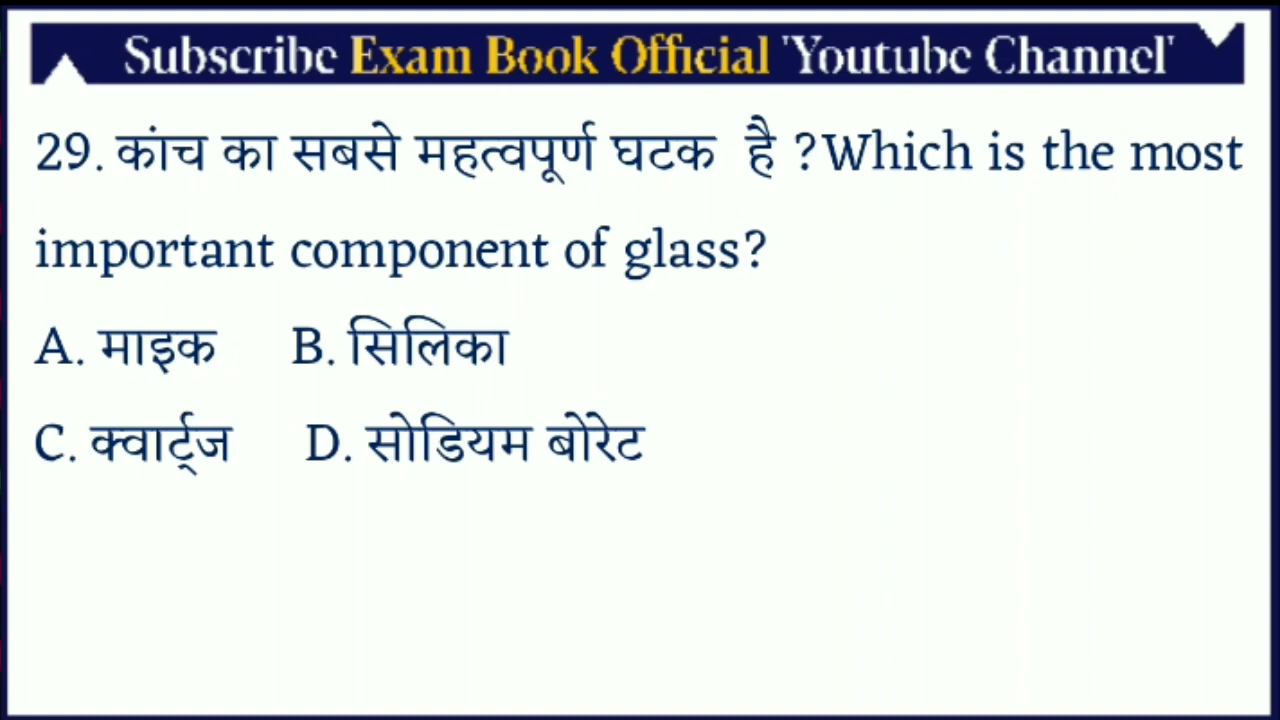 Subscribe Exam Book Official 'Youtube Channel'
29. कांच का सबसे महत्वपूर्ण घटक है ?Which is the most
important component of glass?
A. माइक B. सिलिका
C. क्वार्ट्ज D. सोडियम बोरेट